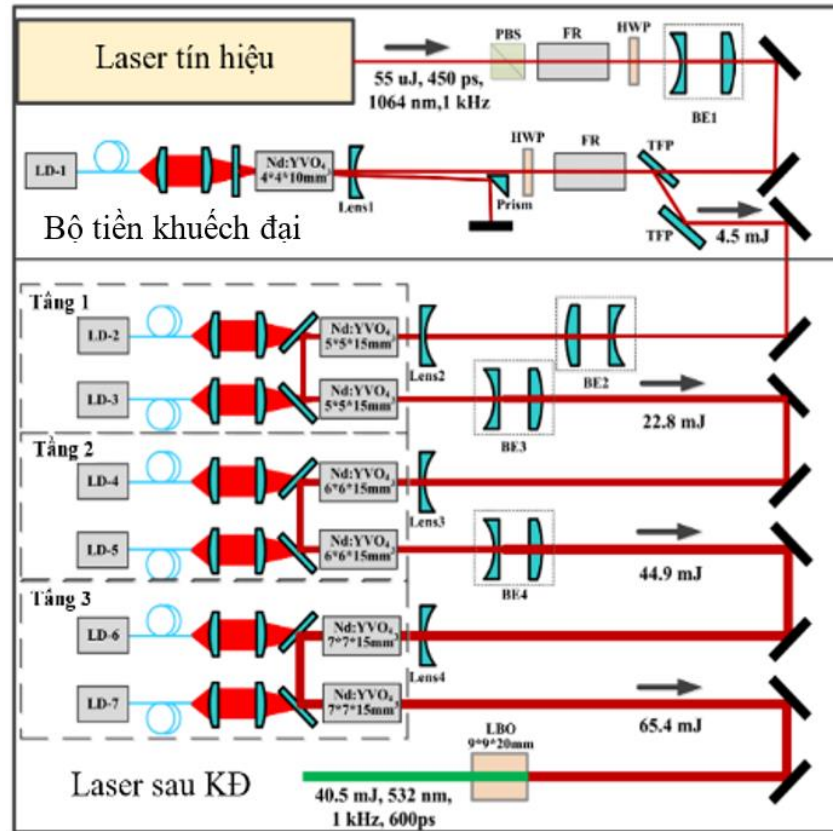 Laser tín hiệu
55 uJ, 450 ps,
1064 nm,1 kHz
PBS
FR
HWP
BE1
LD-1
Nd:YVO₄
4*4*10mm³
Lens1
Prism
HWP
FR
TFP
TFP
4.5 mJ
Bộ tiền khuếch đại
Tầng 1
LD-2
Nd:YVO₄
5*5*15mm³
Lens2
BE2
LD-3
Nd:YVO₄
5*5*15mm³
BE3
22.8 mJ
Tầng 2
LD-4
Nd:YVO₄
6*6*15mm³
Lens3
LD-5
Nd:YVO₄
6*6*15mm³
BE4
44.9 mJ
Tầng 3
LD-6
Nd:YVO₄
7*7*15mm³
Lens4
LD-7
Nd:YVO₄
7*7*15mm³
65.4 mJ
LBO
9*9*20mm
Laser sau KĐ
40.5 mJ, 532 nm,
1 kHz, 600ps